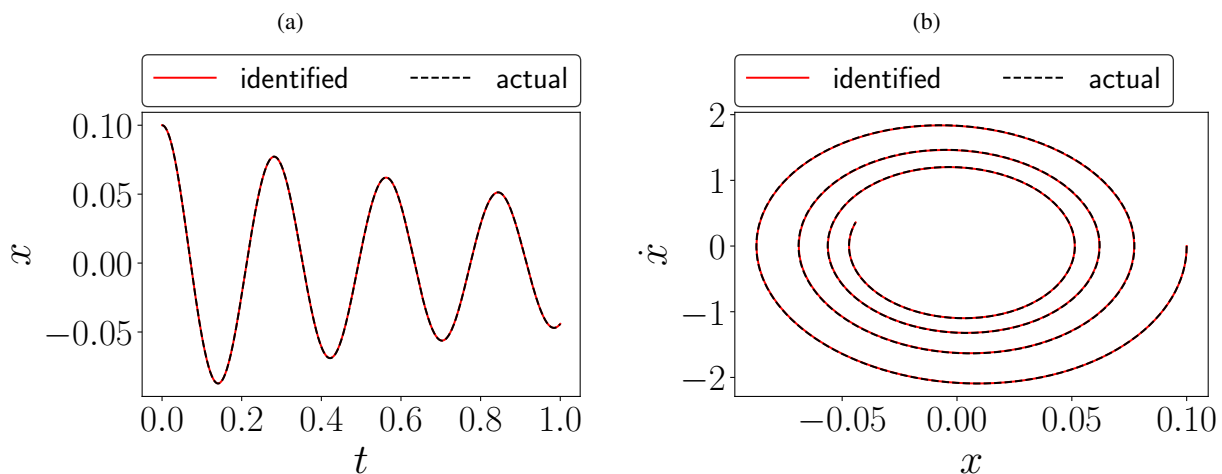 (a)
identified
actual
0.10
0.05
0.00
−0.05
x
0.0 0.2 0.4 0.6 0.8 1.0
t
(b)
identified
actual
2
1
0
−1
−2
ẋ
−0.05 0.00 0.05 0.10
x